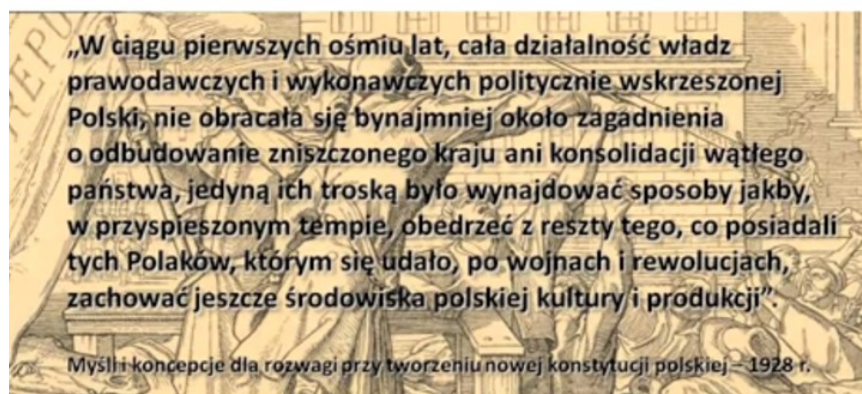 REPU
„W ciągu pierwszych ośmiu lat, cała działalność władz
prawodawczych i wykonawczych politycznie wskrzeszonej
Polski, nie obracała się bynajmniej około zagadnienia
o odbudowanie zniszczonego kraju ani konsolidacji wątłego
państwa, jedyną ich troską było wynajdować sposoby jakby,
w przyspieszonym tempie, obedrzeć z reszty tego, co posiadali
tych Polaków, którym się udało, po wojnach i rewolucjach,
zachować jeszcze środowiska polskiej kultury i produkcji”.
Myśli i koncepcje dla rozwagi przy tworzeniu nowej konstytucji polskiej – 1928 r.